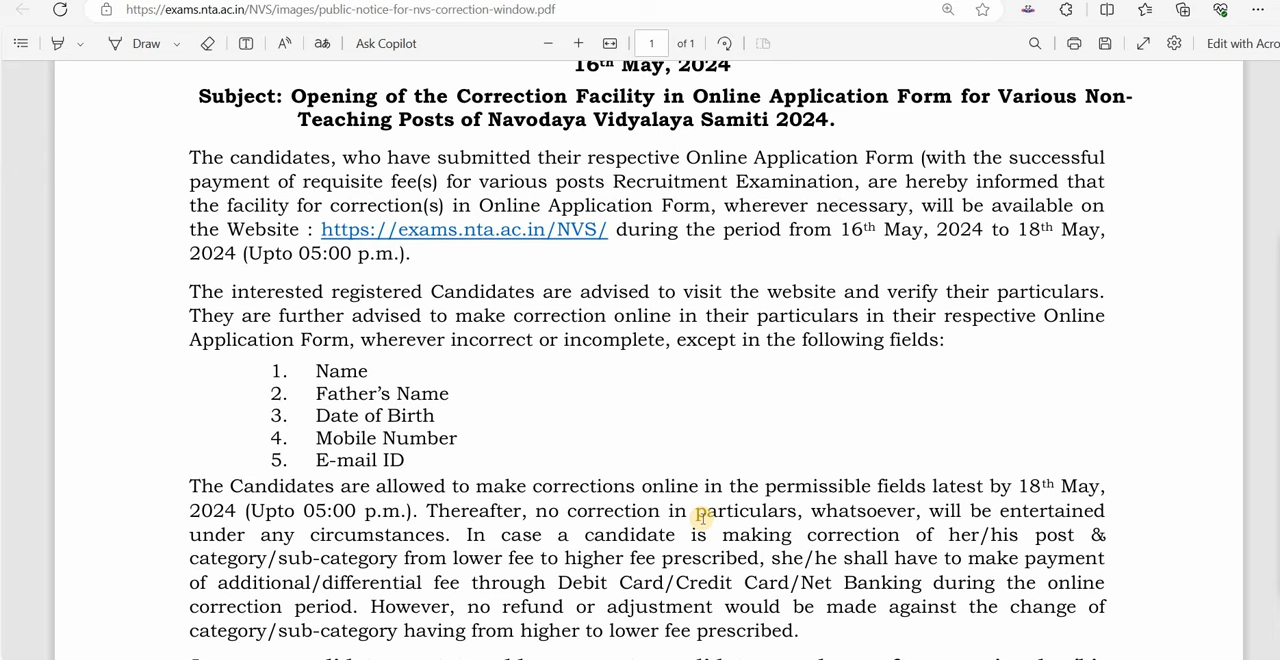 https://exams.nta.ac.in/NVS/images/public-notice-for-nvs-correction-window.pdf
Draw
Ask Copilot
1 of 1
Edit with Acro
16th May, 2024
Subject: Opening of the Correction Facility in Online Application Form for Various Non-
Teaching Posts of Navodaya Vidyalaya Samiti 2024.
The candidates, who have submitted their respective Online Application Form (with the successful
payment of requisite fee(s) for various posts Recruitment Examination, are hereby informed that
the facility for correction(s) in Online Application Form, wherever necessary, will be available on
the Website : https://exams.nta.ac.in/NVS/ during the period from 16th May, 2024 to 18th May,
2024 (Upto 05:00 p.m.).
The interested registered Candidates are advised to visit the website and verify their particulars.
They are further advised to make correction online in their particulars in their respective Online
Application Form, wherever incorrect or incomplete, except in the following fields:
1. Name
2. Father’s Name
3. Date of Birth
4. Mobile Number
5. E-mail ID
The Candidates are allowed to make corrections online in the permissible fields latest by 18th May,
2024 (Upto 05:00 p.m.). Thereafter, no correction in particulars, whatsoever, will be entertained
under any circumstances. In case a candidate is making correction of her/his post &
category/sub-category from lower fee to higher fee prescribed, she/he shall have to make payment
of additional/differential fee through Debit Card/Credit Card/Net Banking during the online
correction period. However, no refund or adjustment would be made against the change of
category/sub-category having from higher to lower fee prescribed.